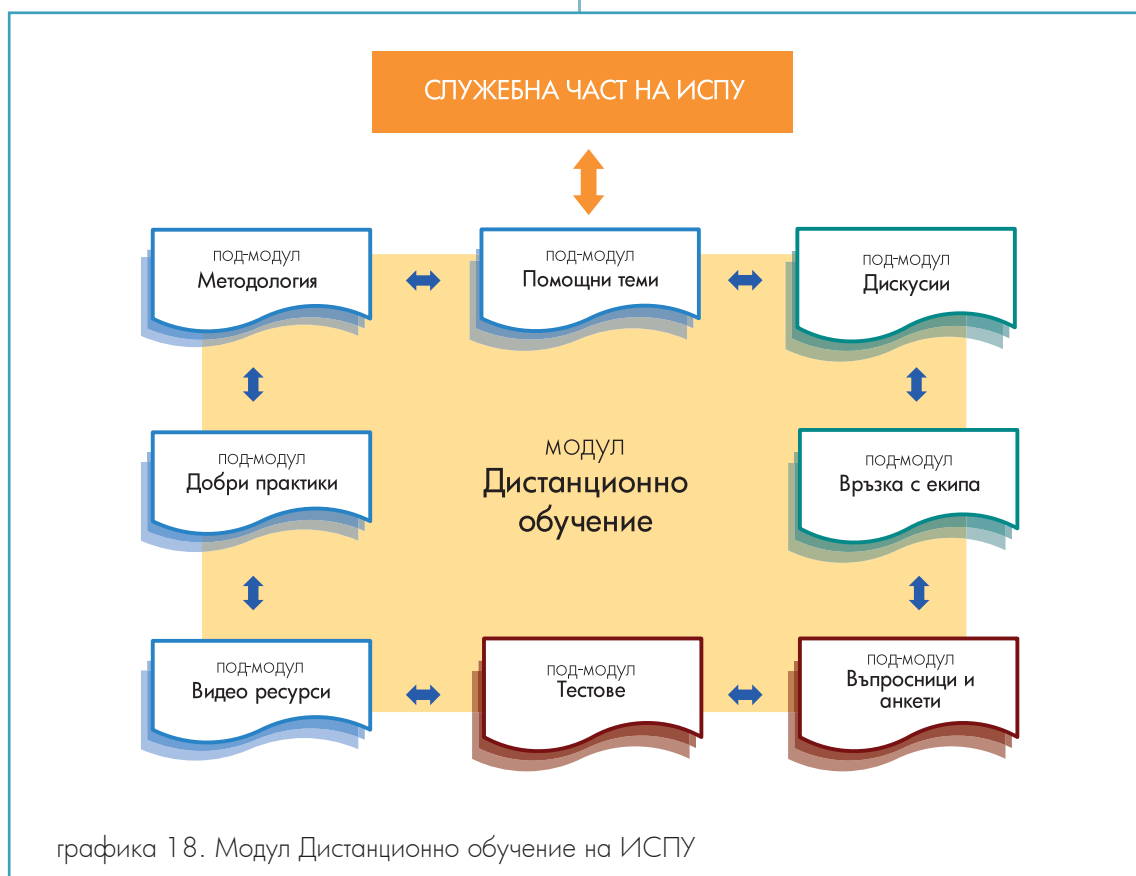 СЛУЖЕБНА ЧАСТ НА ИСПУ
под-модул
Методология
под-модул
Помощни теми
под-модул
Дискусии
под-модул
Добри практики
модул
Дистанционно
обучение
под-модул
Връзка с екипа
под-модул
Видео ресурси
под-модул
Тестове
под-модул
Въпросници и
анкети
графика 18. Модул Дистанционно обучение на ИСПУ